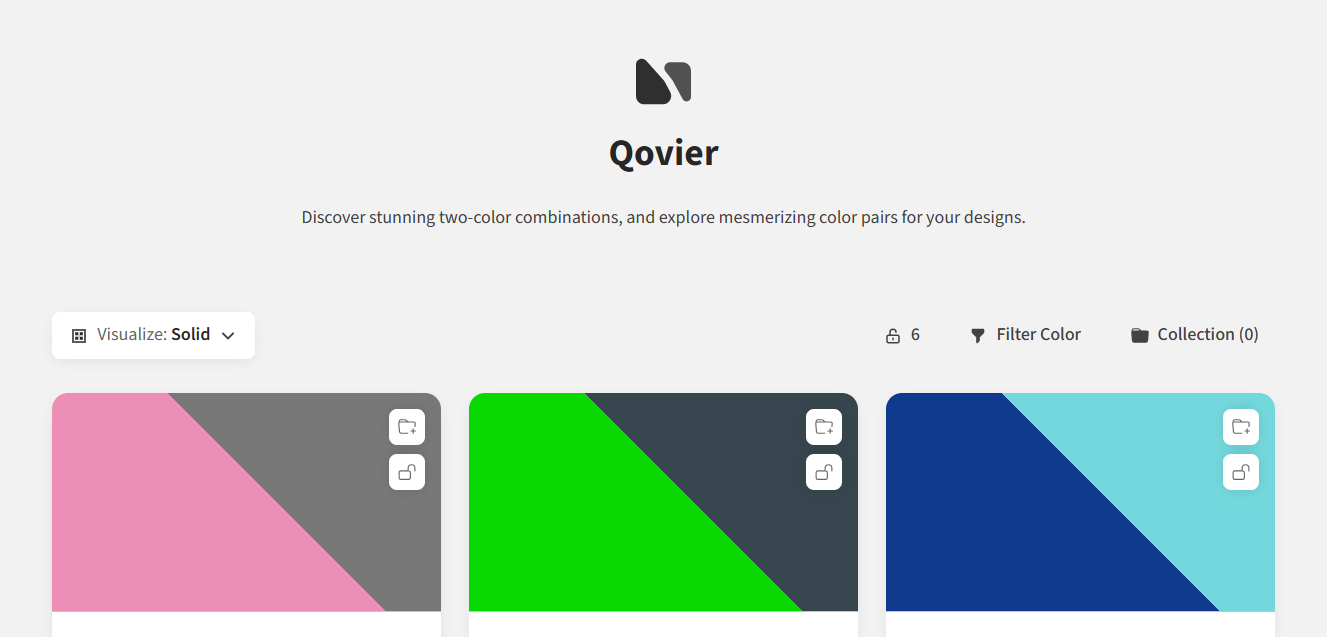 Qovier
Discover stunning two-color combinations, and explore mesmerizing color pairs for your designs.
Visualize: Solid
6
Filter Color
Collection (0)